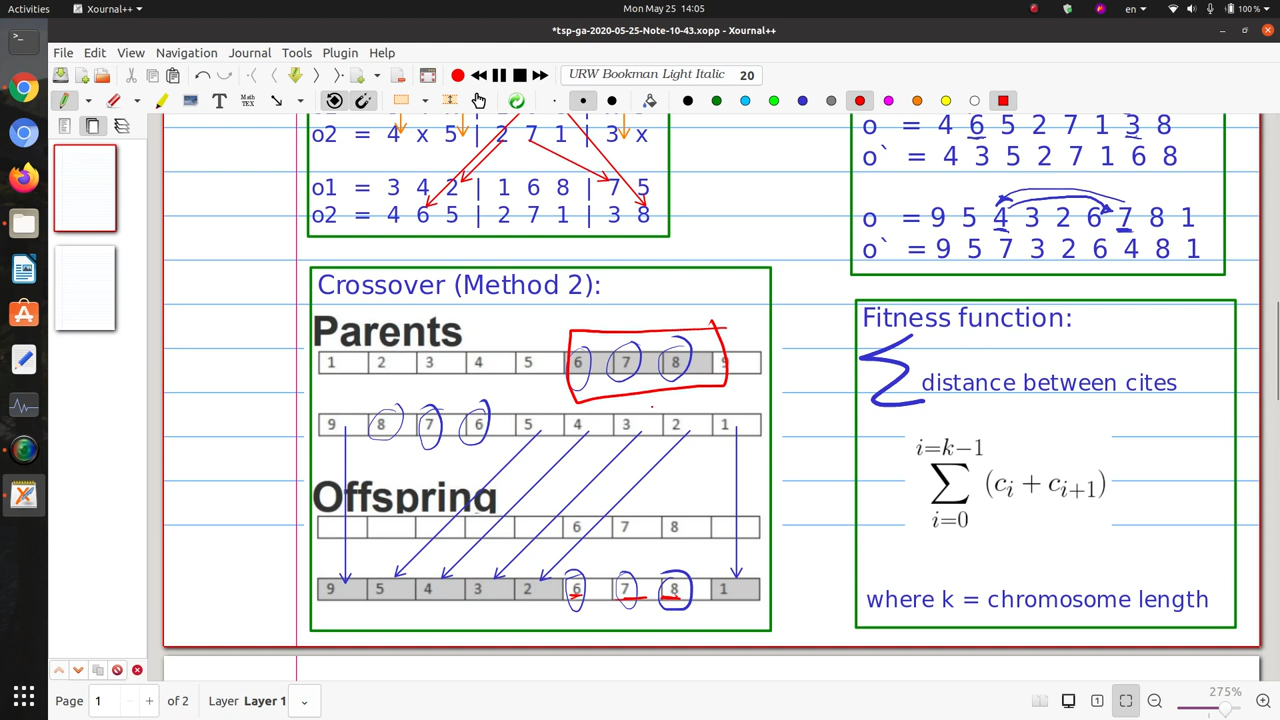 Activities Xournal++ Mon May 25 14:05 en 100 %
*tsp-ga-2020-05-25-Note-10-43.xopp - Xournal++
File Edit View Navigation Journal Tools Plugin Help
URW Bookman Light Italic 20
Math TEX
o2 = 4 x 5 | 2 7 1 | 3 x
o1 = 3 4 2 | 1 6 8 | 7 5
o2 = 4 6 5 | 2 7 1 | 3 8
o = 4 6 5 2 7 1 3 8
o` = 4 3 5 2 7 1 6 8
o = 9 5 4 3 2 6 7 8 1
o` = 9 5 7 3 2 6 4 8 1
Crossover (Method 2):
Parents
1 2 3 4 5 6 7 8 9
9 8 7 6 5 4 3 2 1
Offspring
6 7 8
9 5 4 3 2 6 7 8 1
Fitness function:
∑ distance between cites
i=k−1
∑ (c_i + c_{i+1})
i=0
where k = chromosome length
Page 1 of 2 Layer Layer 1 275%